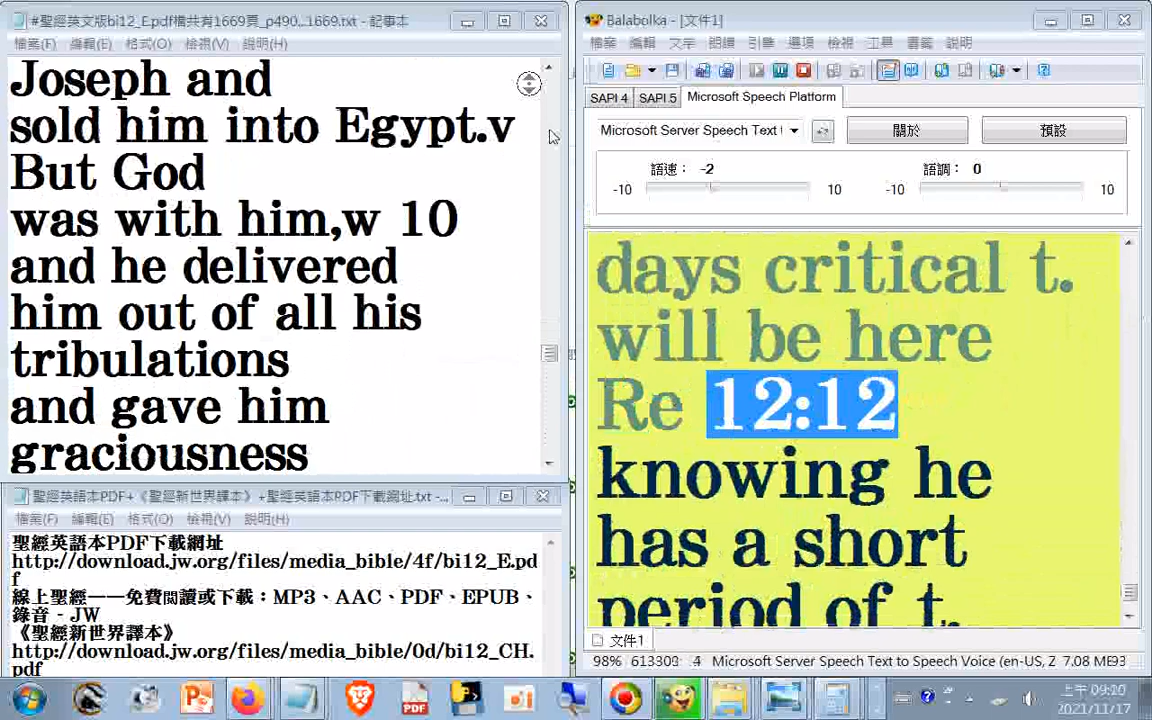 #聖經英文版bi12_E.pdf檔共有1669頁_p490...1669.txt - 記事本
檔案(F) 編輯(E) 格式(O) 檢視(V) 說明(H)
Joseph and
sold him into Egypt.v
But God
was with him,w 10
and he delivered
him out of all his
tribulations
and gave him
graciousness
聖經英語本PDF+《聖經新世界譯本》+聖經英語本PDF下載網址.txt - ...
檔案(F) 編輯(E) 格式(O) 檢視(V) 說明(H)
聖經英語本PDF下載網址
http://download.jw.org/files/media_bible/4f/bi12_E.pd
f
線上聖經——免費閱讀或下載：MP3、AAC、PDF、EPUB、
錄音 - JW
《聖經新世界譯本》
http://download.jw.org/files/media_bible/0d/bi12_CH.
pdf
Balabolka - [文件1]
檔案 編輯 文字 朗讀 引擎 選項 檢視 工具 書籤 說明
SAPI 4 SAPI 5 Microsoft Speech Platform
Microsoft Server Speech Text 關於 預設
語速： -2 語調： 0
-10 10 -10 10
days critical t.
will be here
Re 12:12
knowing he
has a short
period of t.
文件1
98% 613308 4 Microsoft Server Speech Text to Speech Voice (en-US, Z 7.08 ME93
上午 09:20
2021/11/17